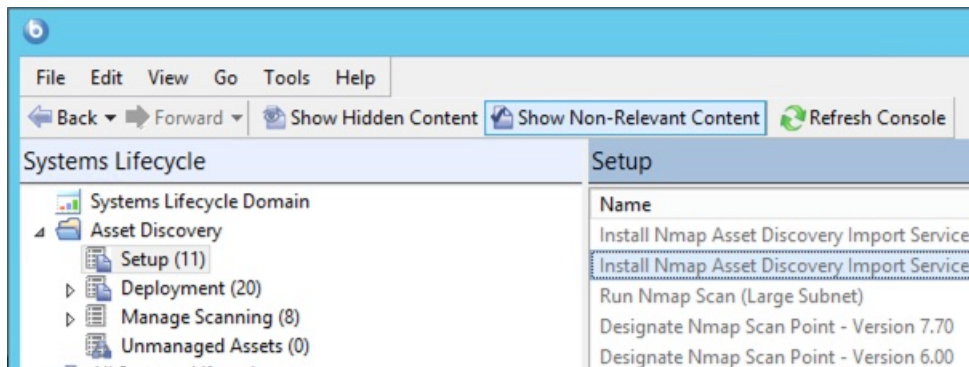 File Edit View Go Tools Help
Back Forward Show Hidden Content Show Non-Relevant Content Refresh Console
Systems Lifecycle
Systems Lifecycle Domain
Asset Discovery
Setup (11)
Deployment (20)
Manage Scanning (8)
Unmanaged Assets (0)
Setup
Name
Install Nmap Asset Discovery Import Service
Install Nmap Asset Discovery Import Service
Run Nmap Scan (Large Subnet)
Designate Nmap Scan Point - Version 7.70
Designate Nmap Scan Point - Version 6.00